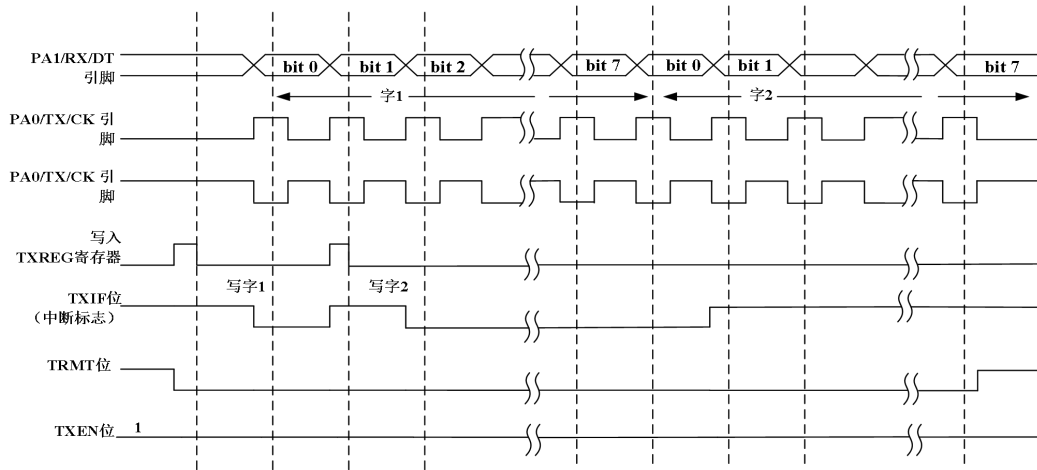 PA1/RX/DT
引脚
bit 0 bit 1 bit 2 bit 7 bit 0 bit 1 bit 7
字1 字2
PA0/TX/CK 引
脚
PA0/TX/CK 引
脚
写入
TXREG寄存器
写字1 写字2
TXIF位
（中断标志）
TRMT位
TXEN位 1